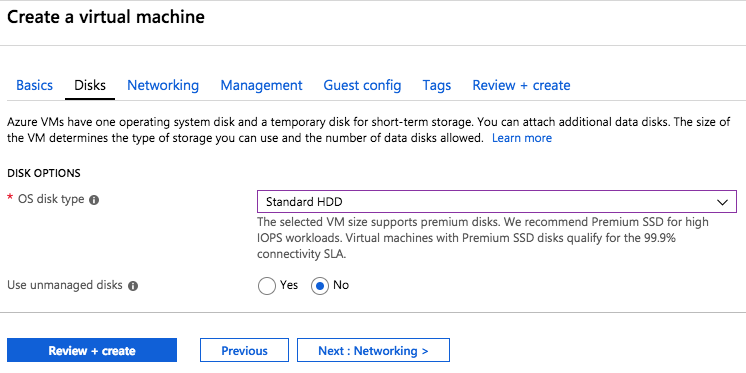 Create a virtual machine
Basics Disks Networking Management Guest config Tags Review + create
Azure VMs have one operating system disk and a temporary disk for short-term storage. You can attach additional data disks. The size
of the VM determines the type of storage you can use and the number of data disks allowed. Learn more
DISK OPTIONS
* OS disk type
Standard HDD
The selected VM size supports premium disks. We recommend Premium SSD for high
IOPS workloads. Virtual machines with Premium SSD disks qualify for the 99.9%
connectivity SLA.
Use unmanaged disks Yes No
Review + create Previous Next : Networking >